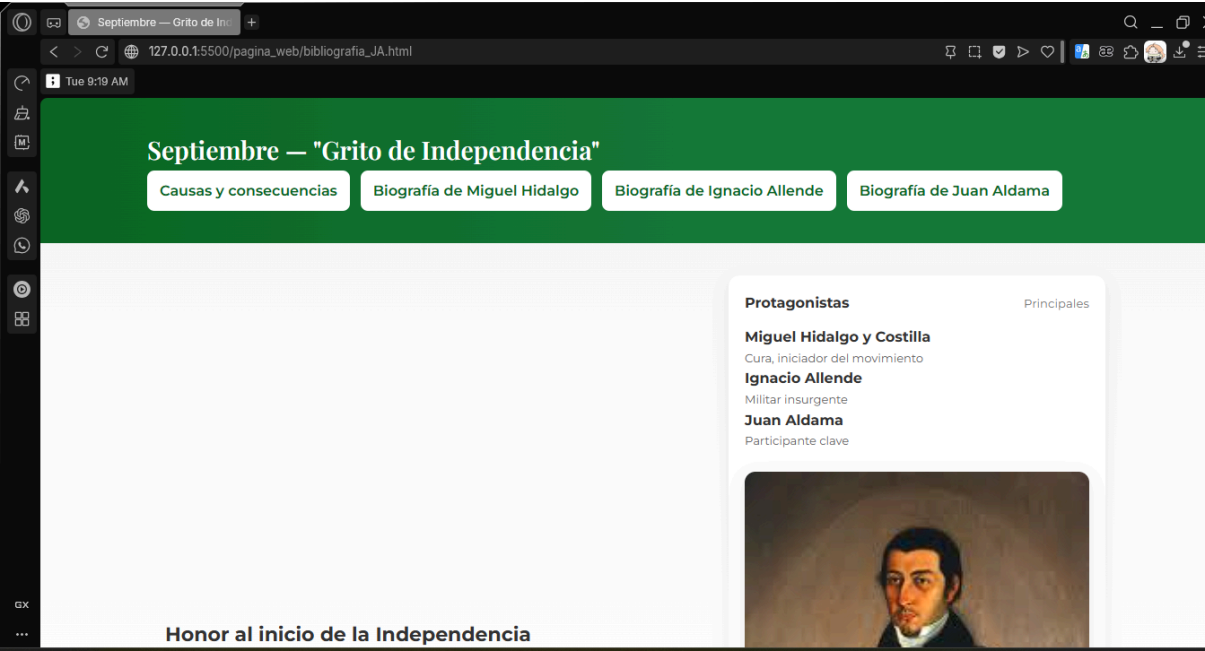 Septiembre — Grito de Ind
127.0.0.1:5500/pagina_web/bibliografia_JA.html
Tue 9:19 AM
Septiembre — "Grito de Independencia"
Causas y consecuencias
Biografía de Miguel Hidalgo
Biografía de Ignacio Allende
Biografía de Juan Aldama
Protagonistas
Principales
Miguel Hidalgo y Costilla
Cura, iniciador del movimiento
Ignacio Allende
Militar insurgente
Juan Aldama
Participante clave
GX
Honor al inicio de la Independencia